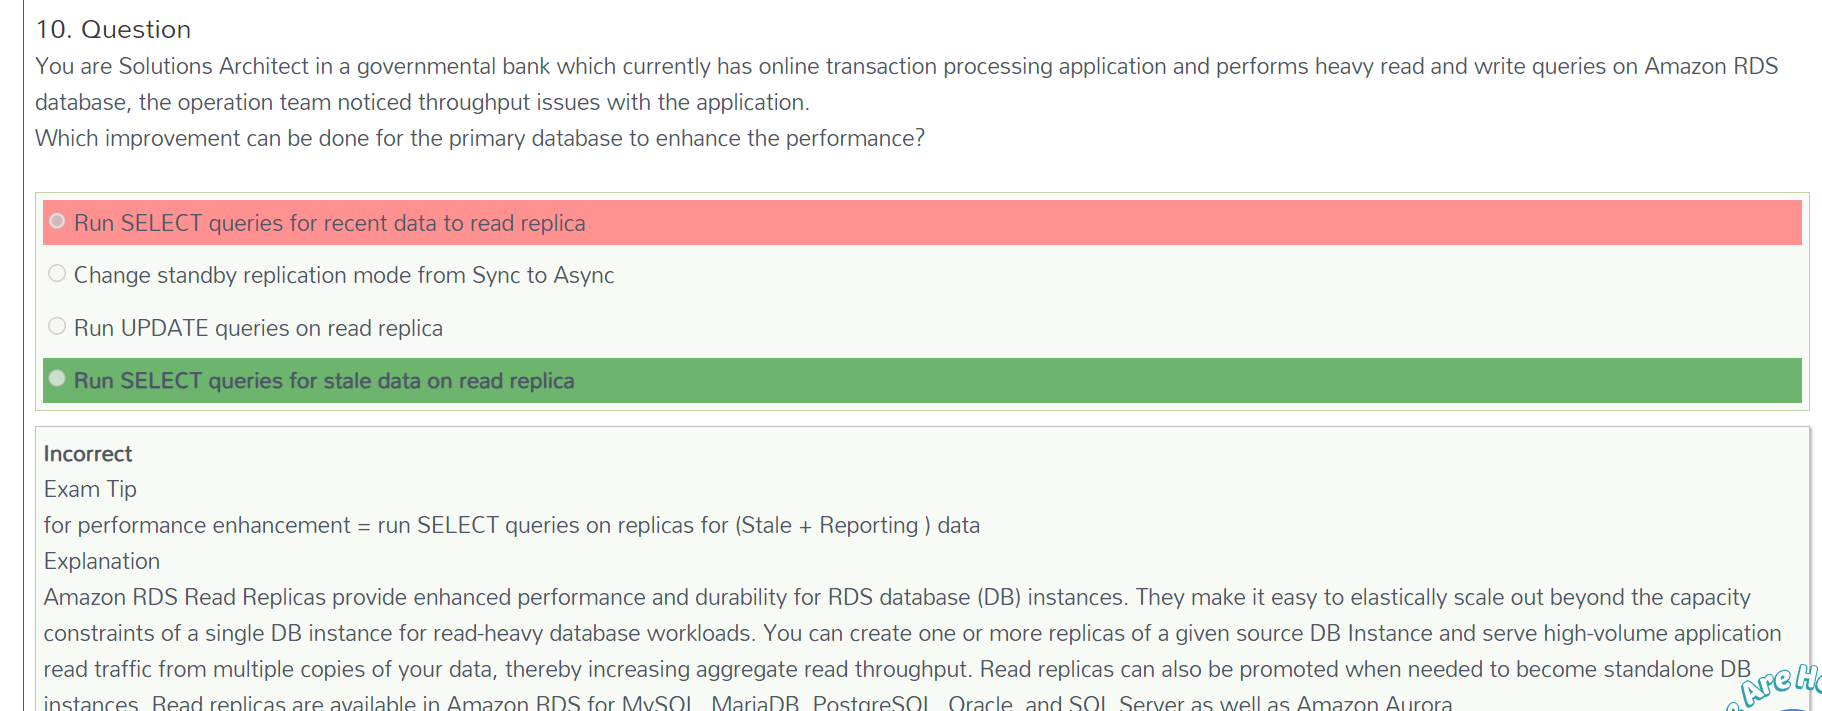 10. Question
You are Solutions Architect in a governmental bank which currently has online transaction processing application and performs heavy read and write queries on Amazon RDS
database, the operation team noticed throughput issues with the application.
Which improvement can be done for the primary database to enhance the performance?
Run SELECT queries for recent data to read replica
Change standby replication mode from Sync to Async
Run UPDATE queries on read replica
Run SELECT queries for stale data on read replica
Incorrect
Exam Tip
for performance enhancement = run SELECT queries on replicas for (Stale + Reporting ) data
Explanation
Amazon RDS Read Replicas provide enhanced performance and durability for RDS database (DB) instances. They make it easy to elastically scale out beyond the capacity
constraints of a single DB instance for read-heavy database workloads. You can create one or more replicas of a given source DB Instance and serve high-volume application
read traffic from multiple copies of your data, thereby increasing aggregate read throughput. Read replicas can also be promoted when needed to become standalone DB
instances. Read replicas are available in Amazon RDS for MySQL, MariaDB, PostgreSQL, Oracle, and SQL Server as well as Amazon Aurora.
Are